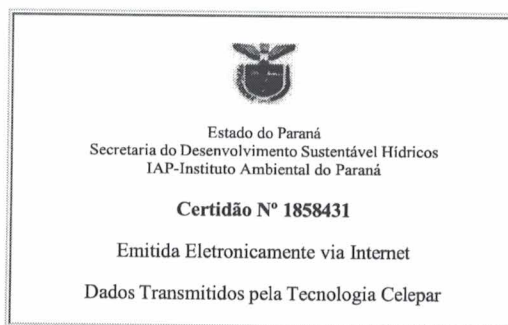 Estado do Paraná
Secretaria do Desenvolvimento Sustentável Hídricos
IAP-Instituto Ambiental do Paraná
Certidão Nº 1858431
Emitida Eletronicamente via Internet
Dados Transmitidos pela Tecnologia Celepar